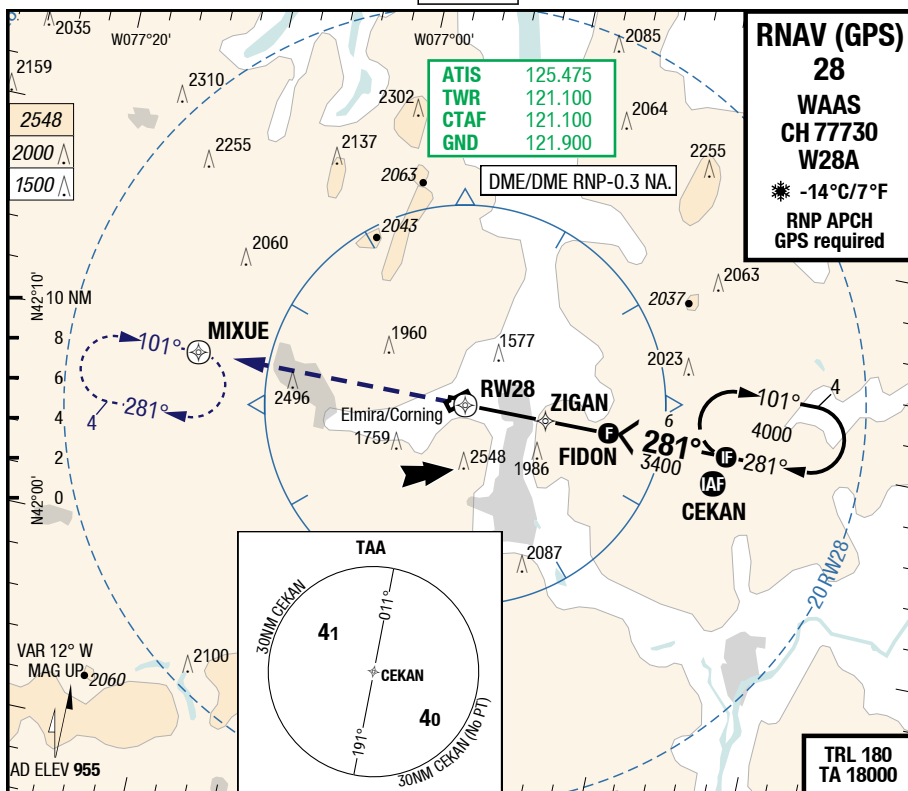 2035
W077°20'
W077°00'
2085
2159
2310
2302
2064
2255
2137
2063
2255
2043
2060
2548
2000
1500
ATIS 125.475
TWR 121.100
CTAF 121.100
GND 121.900
DME/DME RNP-0.3 NA.
RNAV (GPS)
28
WAAS
CH 77730
W28A
-14°C/7°F
RNP APCH
GPS required
N42°10'
10 NM
8
6
4
2
0
N42°00'
2063
2037
2023
1960
1577
MIXUE
101°
281°
4
2496
RW28
Elmira/Corning
ZIGAN
1759
2548
1986
F
FIDON
6
281°
3400
IF
IAF
CEKAN
101°
4
4000
281°
2087
20 RW28
TAA
30NM CEKAN
41
011°
CEKAN
191°
40
30NM CEKAN (No PT)
VAR 12° W
MAG UP
2060
2100
AD ELEV 955
TRL 180
TA 18000